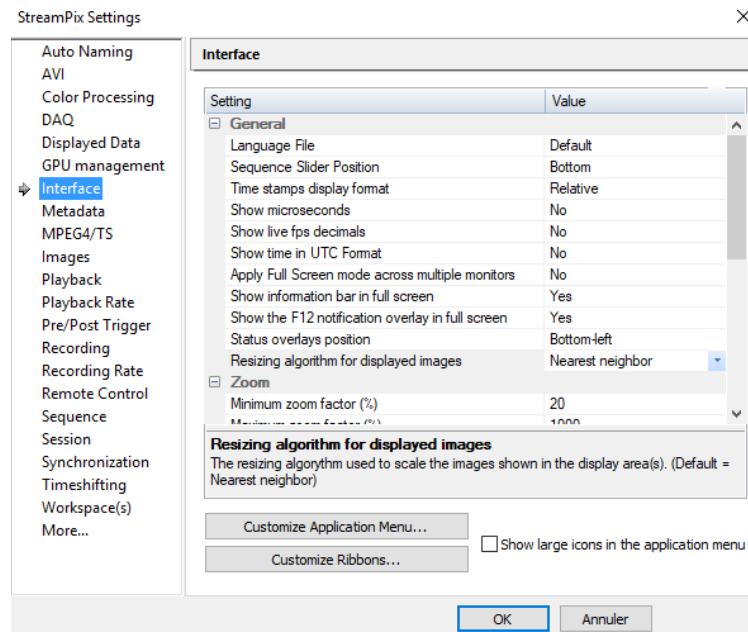 StreamPix Settings
Auto Naming
AVI
Color Processing
DAQ
Displayed Data
GPU management
Interface
Metadata
MPEG4/TS
Images
Playback
Playback Rate
Pre/Post Trigger
Recording
Recording Rate
Remote Control
Sequence
Session
Synchronization
Timeshifting
Workspace(s)
More...
Interface
Setting Value
General
Language File Default
Sequence Slider Position Bottom
Time stamps display format Relative
Show microseconds No
Show live fps decimals No
Show time in UTC Format No
Apply Full Screen mode across multiple monitors No
Show information bar in full screen Yes
Show the F12 notification overlay in full screen Yes
Status overlays position Bottom-left
Resizing algorithm for displayed images Nearest neighbor
Zoom
Minimum zoom factor (%) 20
Maximum zoom factor (%) 1000
Resizing algorithm for displayed images
The resizing algorythm used to scale the images shown in the display area(s). (Default =
Nearest neighbor)
Customize Application Menu...
Show large icons in the application menu
Customize Ribbons...
OK Annuler